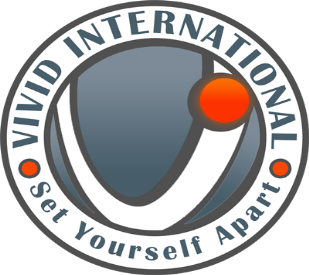 VIVID INTERNATIONAL
Set Yourself Apart